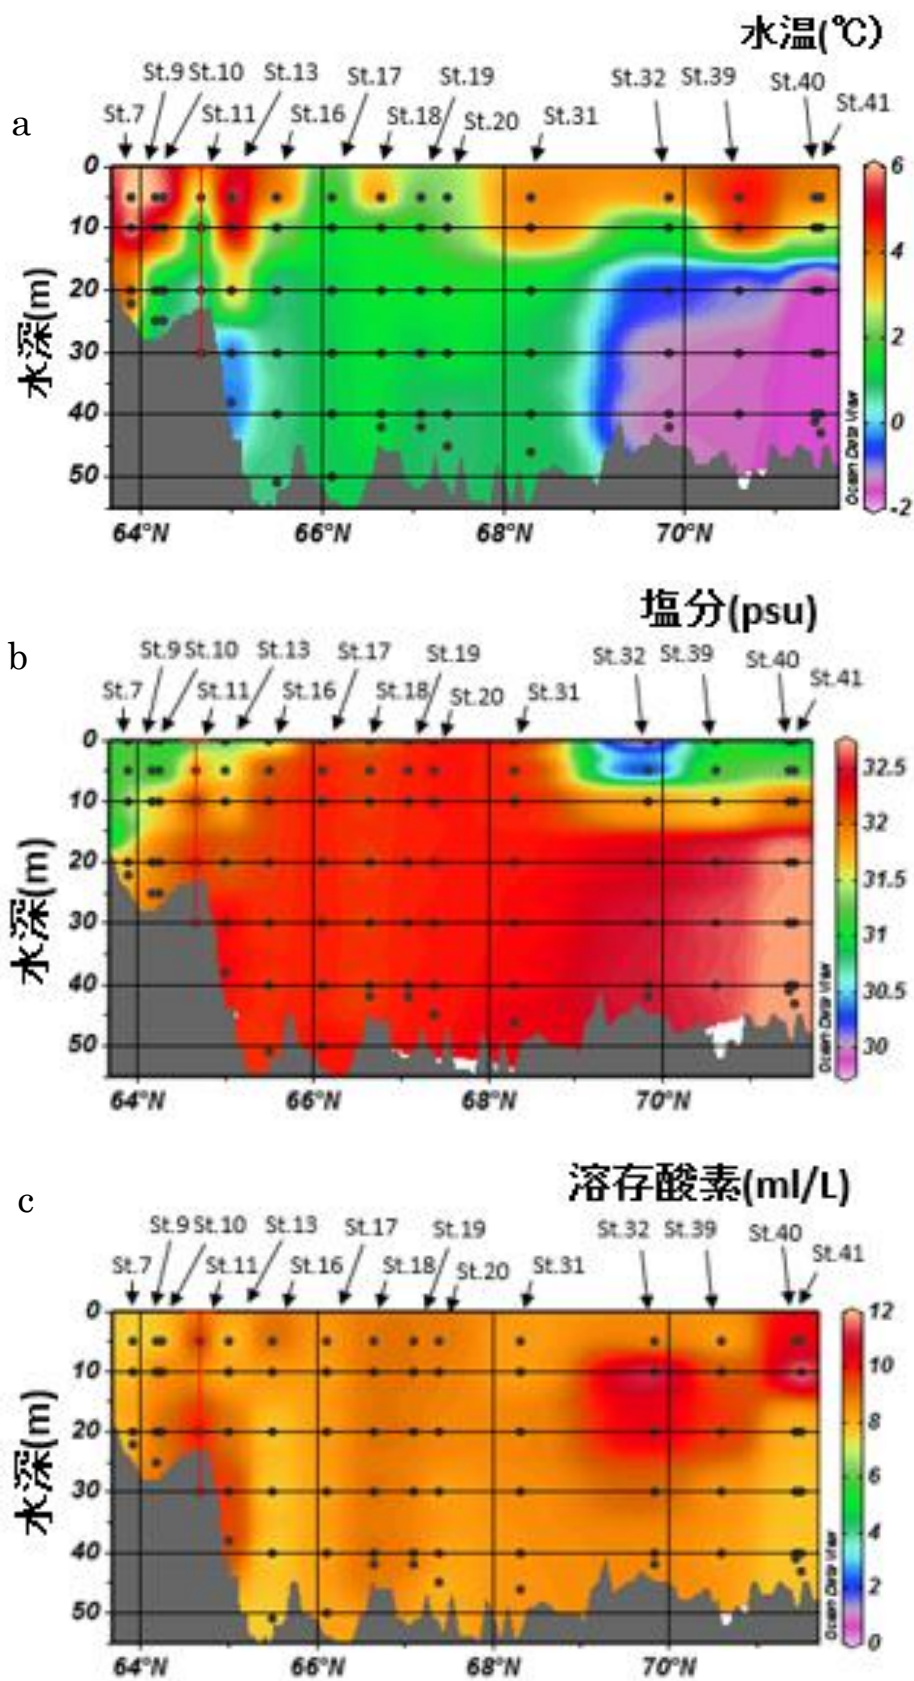 水温(℃)
St.9 St.10 St.13 St.17 St.19 St.32 St.39 St.40
a St.7 St.11 St.16 St.18 St.20 St.31 St.41
水深(m)
0
10
20
30
40
50
64°N 66°N 68°N 70°N
6
4
2
0
-2
Ocean Data View
塩分(psu)
b St.9 St.10 St.13 St.17 St.19 St.32 St.39 St.40
St.7 St.11 St.16 St.18 St.20 St.31 St.41
水深(m)
0
10
20
30
40
50
64°N 66°N 68°N 70°N
32.5
32
31.5
31
30.5
30
Ocean Data View
溶存酸素(ml/L)
c
St.9 St.10 St.13 St.17 St.19 St.32 St.39 St.40
St.7 St.11 St.16 St.18 St.20 St.31 St.41
水深(m)
0
10
20
30
40
50
64°N 66°N 68°N 70°N
12
10
8
6
4
2
0
Ocean Data View